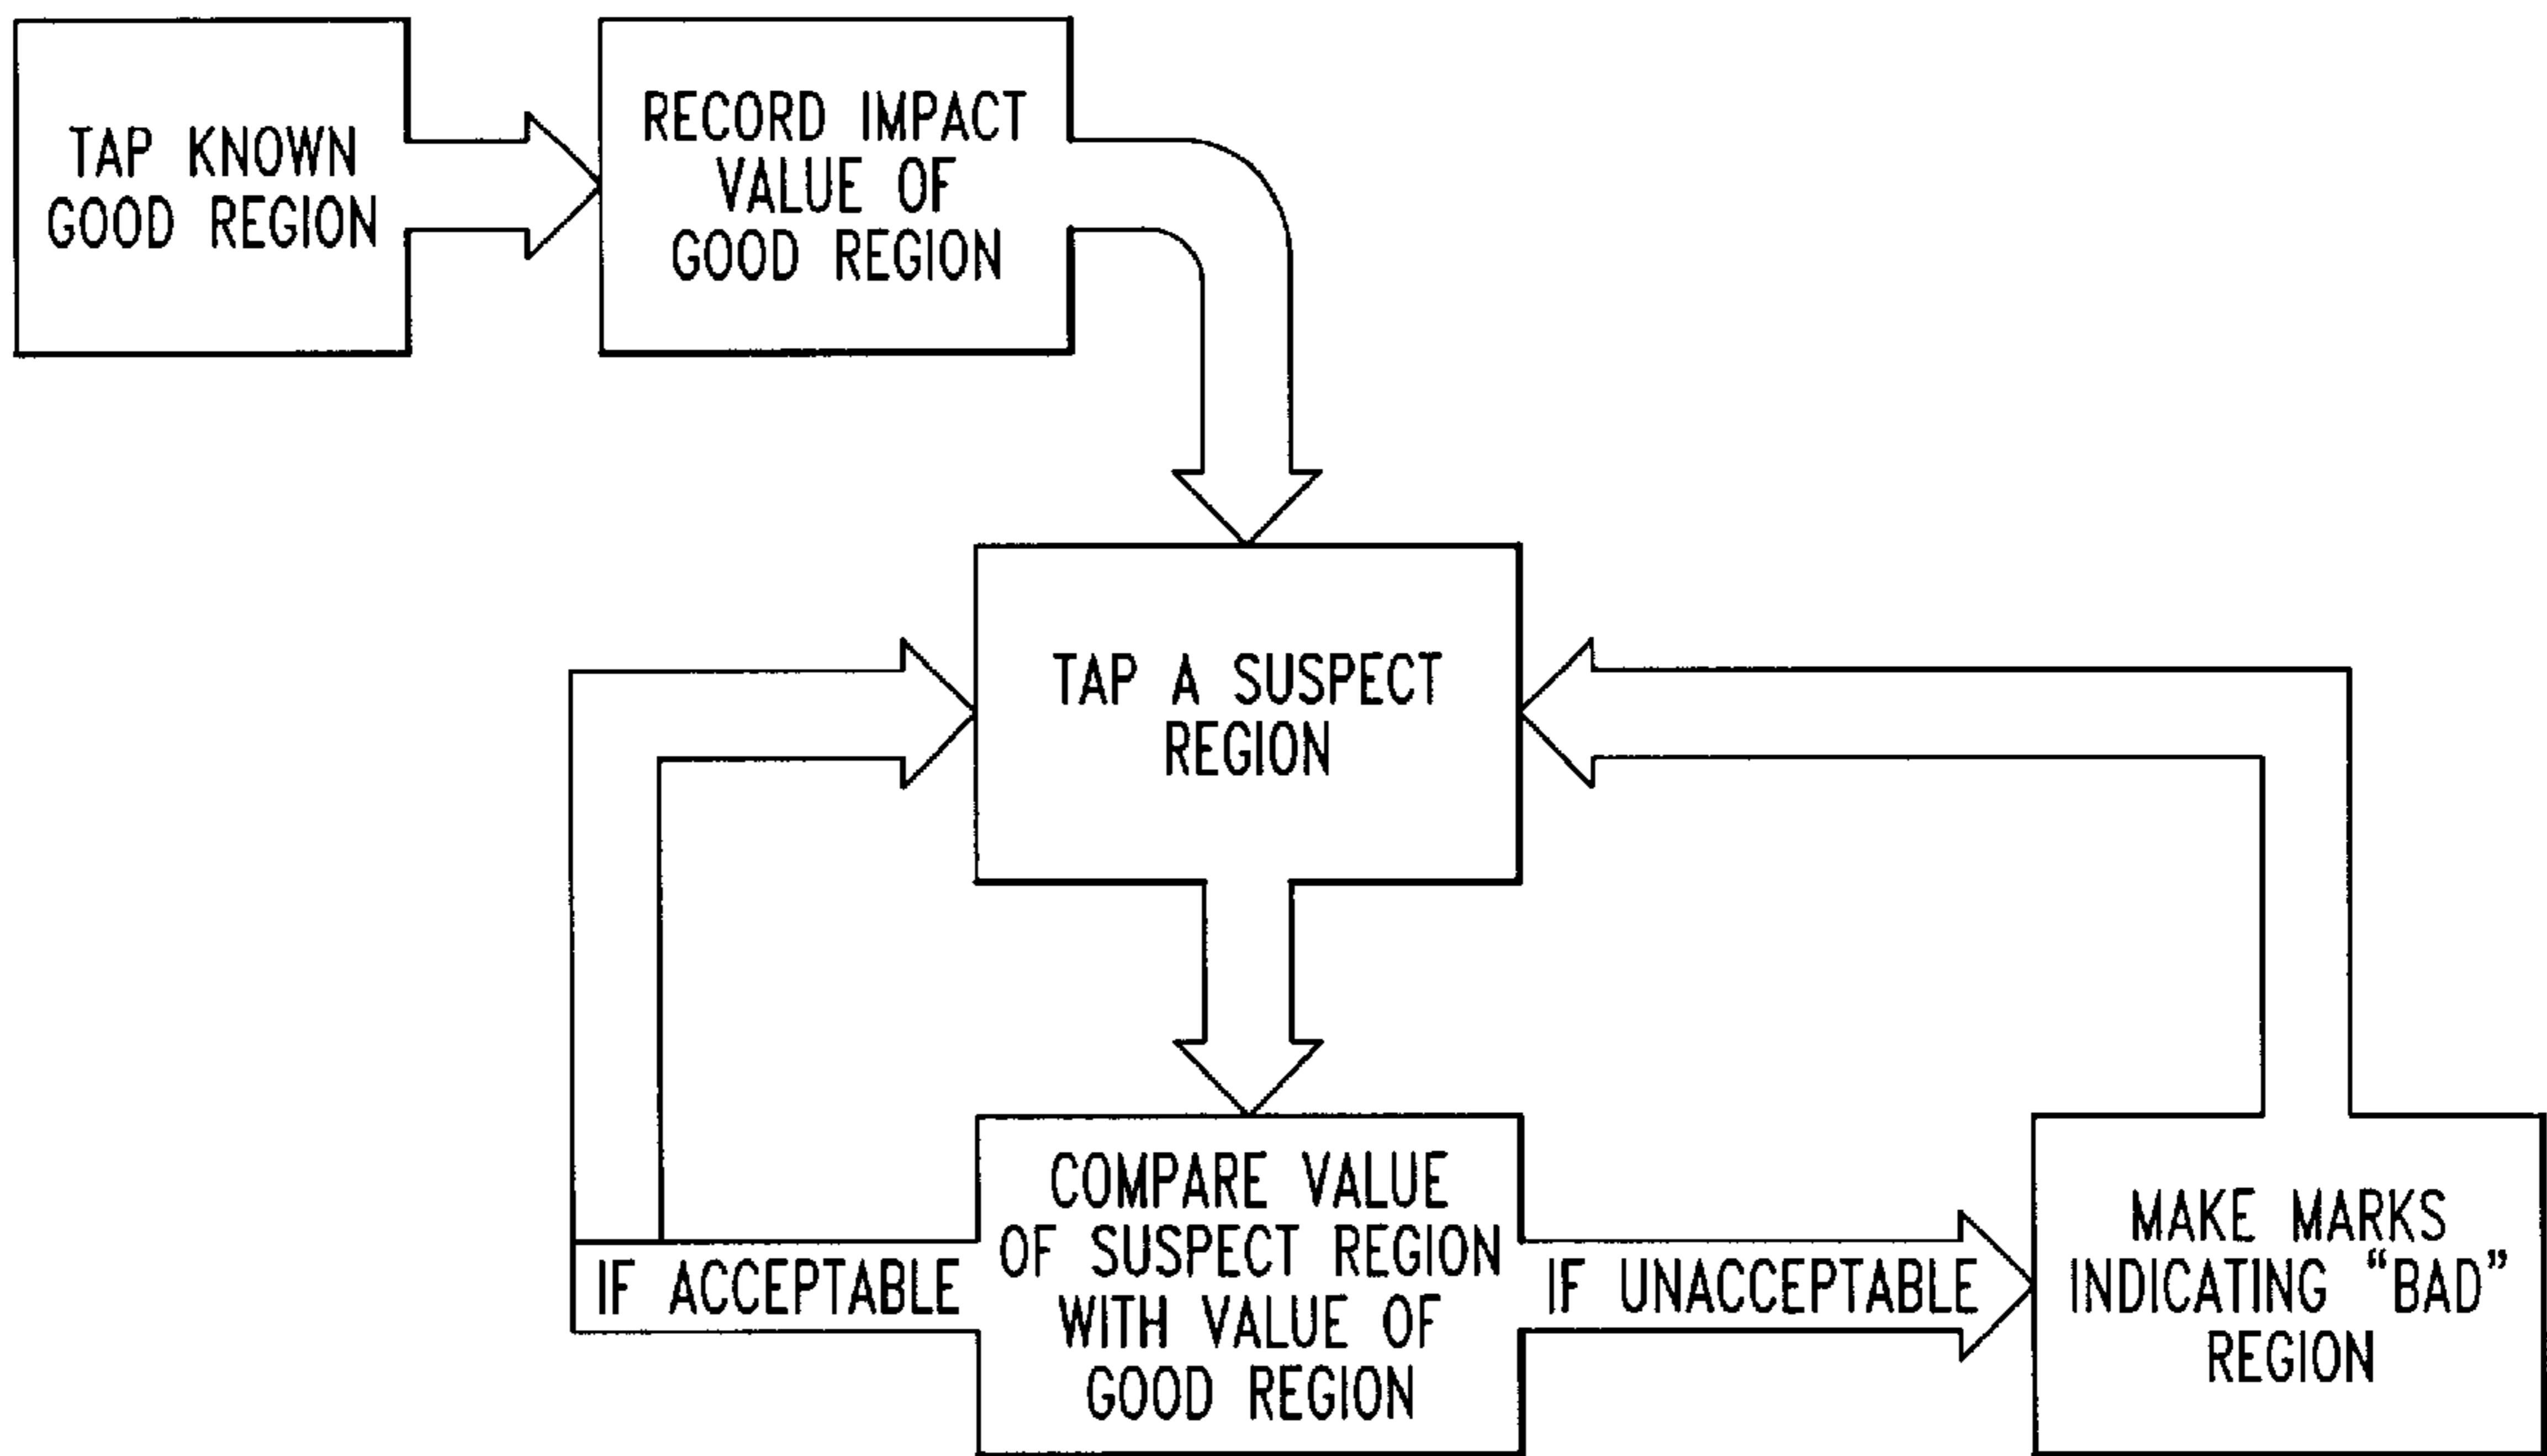 TAP KNOWN
GOOD REGION
RECORD IMPACT
VALUE OF
GOOD REGION
TAP A SUSPECT
REGION
COMPARE VALUE
OF SUSPECT REGION
WITH VALUE OF
GOOD REGION
IF ACCEPTABLE
IF UNACCEPTABLE
MAKE MARKS
INDICATING “BAD”
REGION